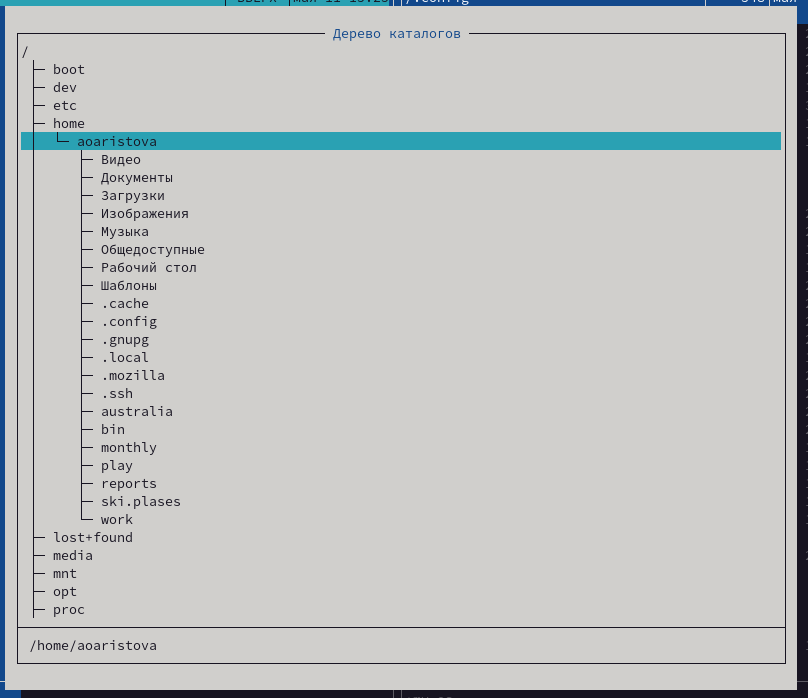 Дерево каталогов
/
boot
dev
etc
home
aoaristova
Видео
Документы
Загрузки
Изображения
Музыка
Общедоступные
Рабочий стол
Шаблоны
.cache
.config
.gnupg
.local
.mozilla
.ssh
australia
bin
monthly
play
reports
ski.plases
work
lost+found
media
mnt
opt
proc
/home/aoaristova